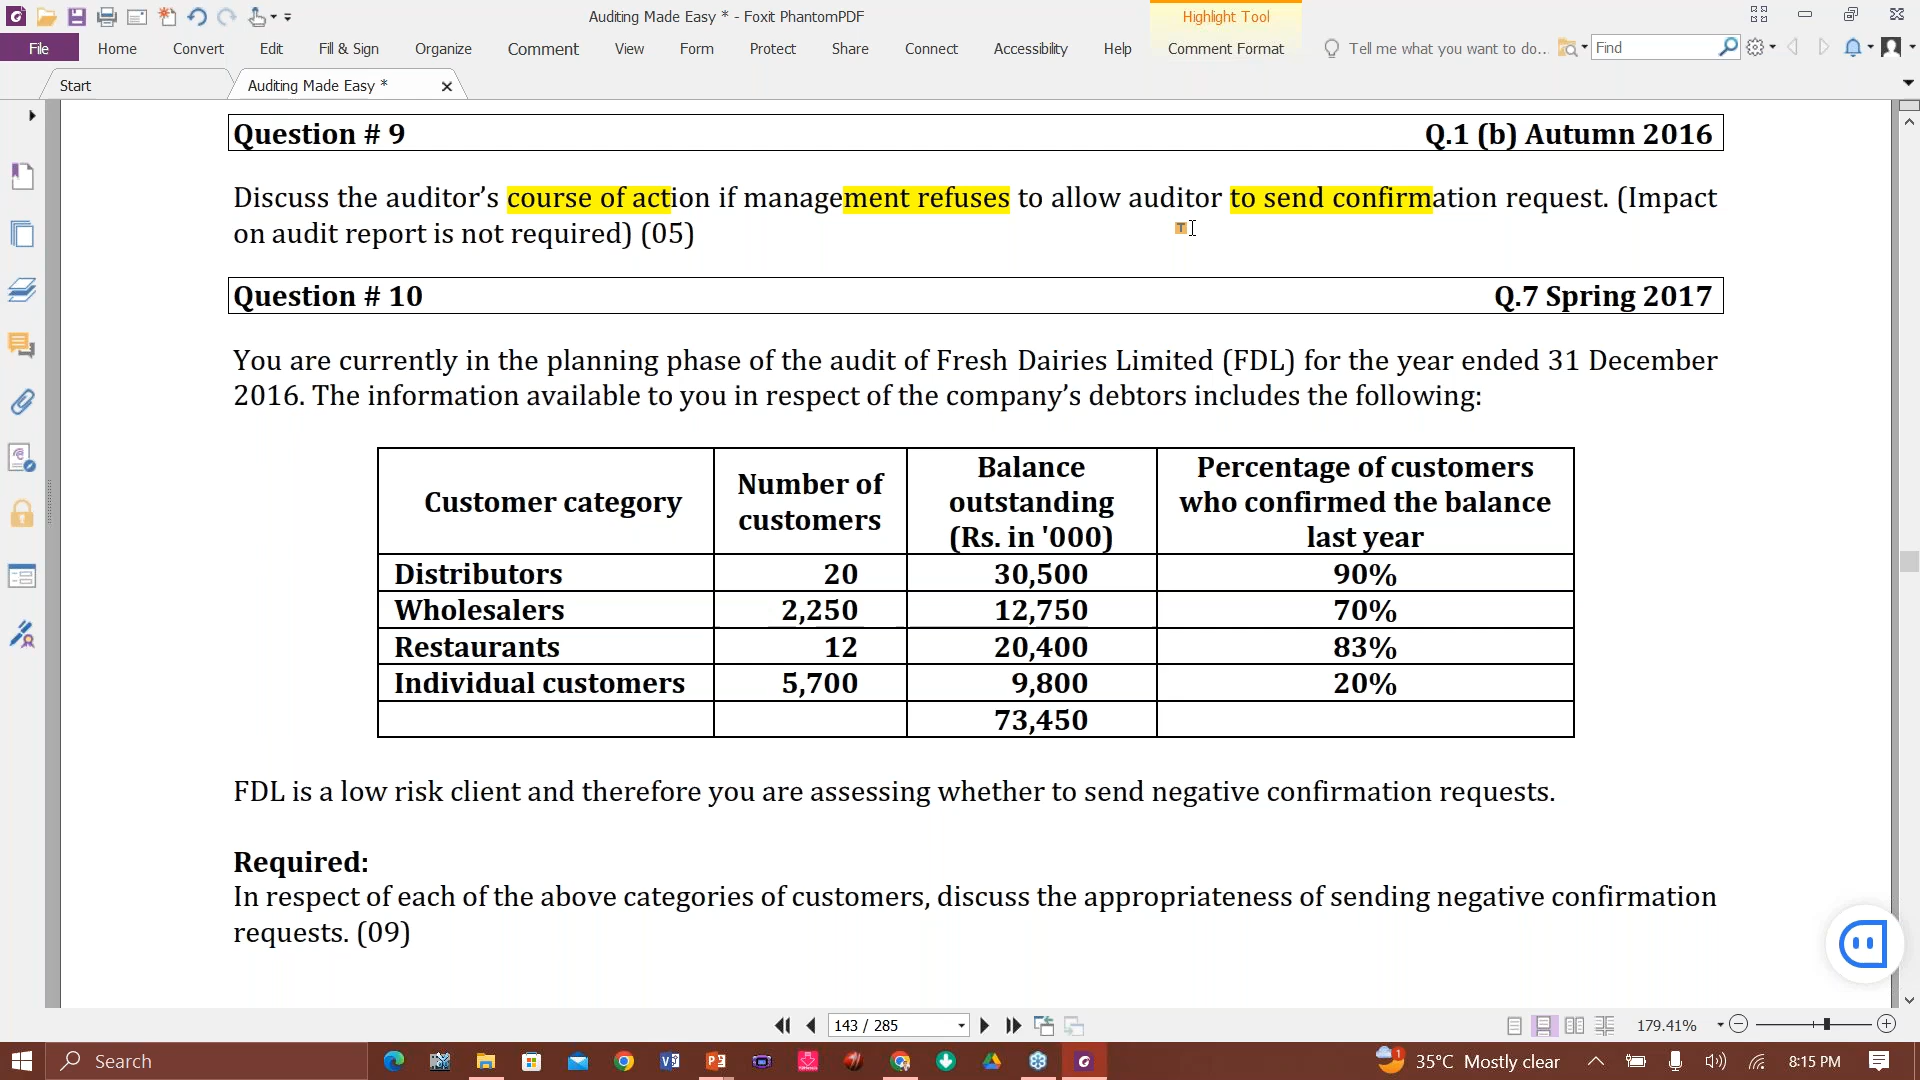 Auditing Made Easy * - Foxit PhantomPDF
Highlight Tool
File Home Convert Edit Fill & Sign Organize Comment View Form Protect Share Connect Accessibility Help Comment Format Tell me what you want to do... Find
Start Auditing Made Easy *
Question # 9 Q.1 (b) Autumn 2016
Discuss the auditor’s course of action if management refuses to allow auditor to send confirmation request. (Impact
on audit report is not required) (05)
Question # 10 Q.7 Spring 2017
You are currently in the planning phase of the audit of Fresh Dairies Limited (FDL) for the year ended 31 December
2016. The information available to you in respect of the company’s debtors includes the following:
Customer category Number of customers Balance outstanding (Rs. in '000) Percentage of customers who confirmed the balance last year
Distributors 20 30,500 90%
Wholesalers 2,250 12,750 70%
Restaurants 12 20,400 83%
Individual customers 5,700 9,800 20%
73,450
FDL is a low risk client and therefore you are assessing whether to send negative confirmation requests.
Required:
In respect of each of the above categories of customers, discuss the appropriateness of sending negative confirmation
requests. (09)
143 / 285 179.41%
Search 35°C Mostly clear 8:15 PM